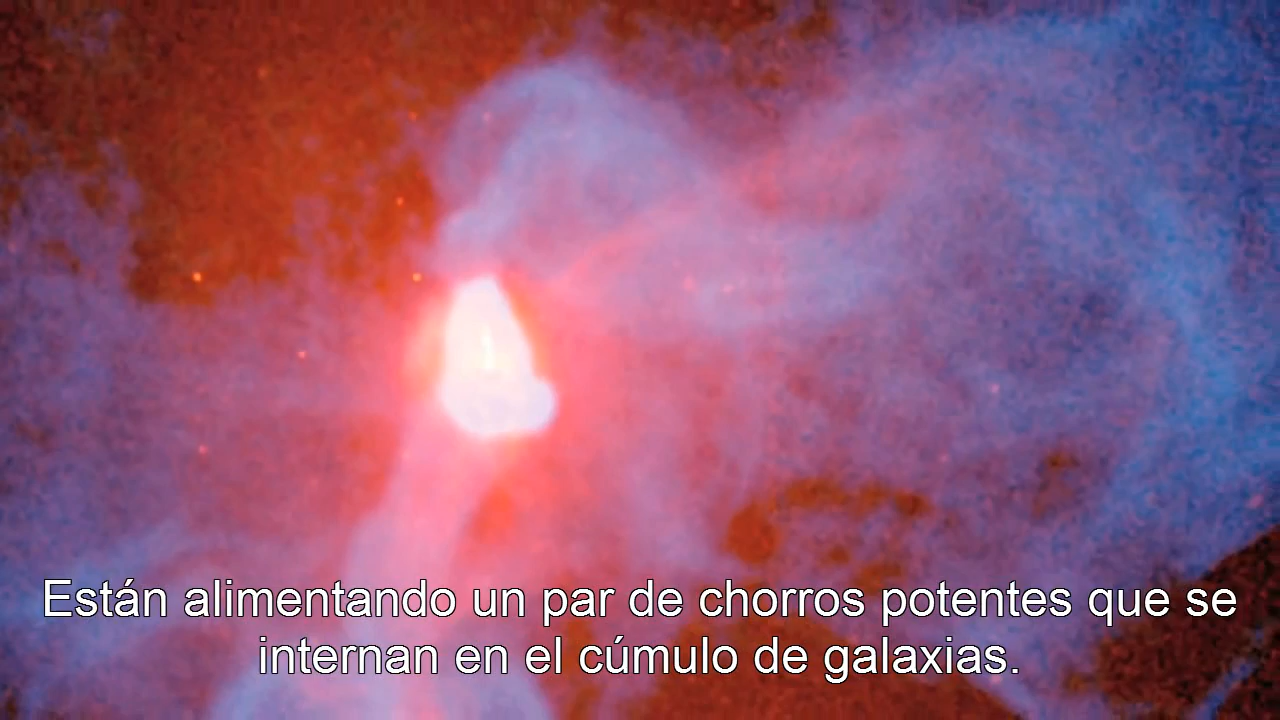 Están alimentando un par de chorros potentes que se
internan en el cúmulo de galaxias.